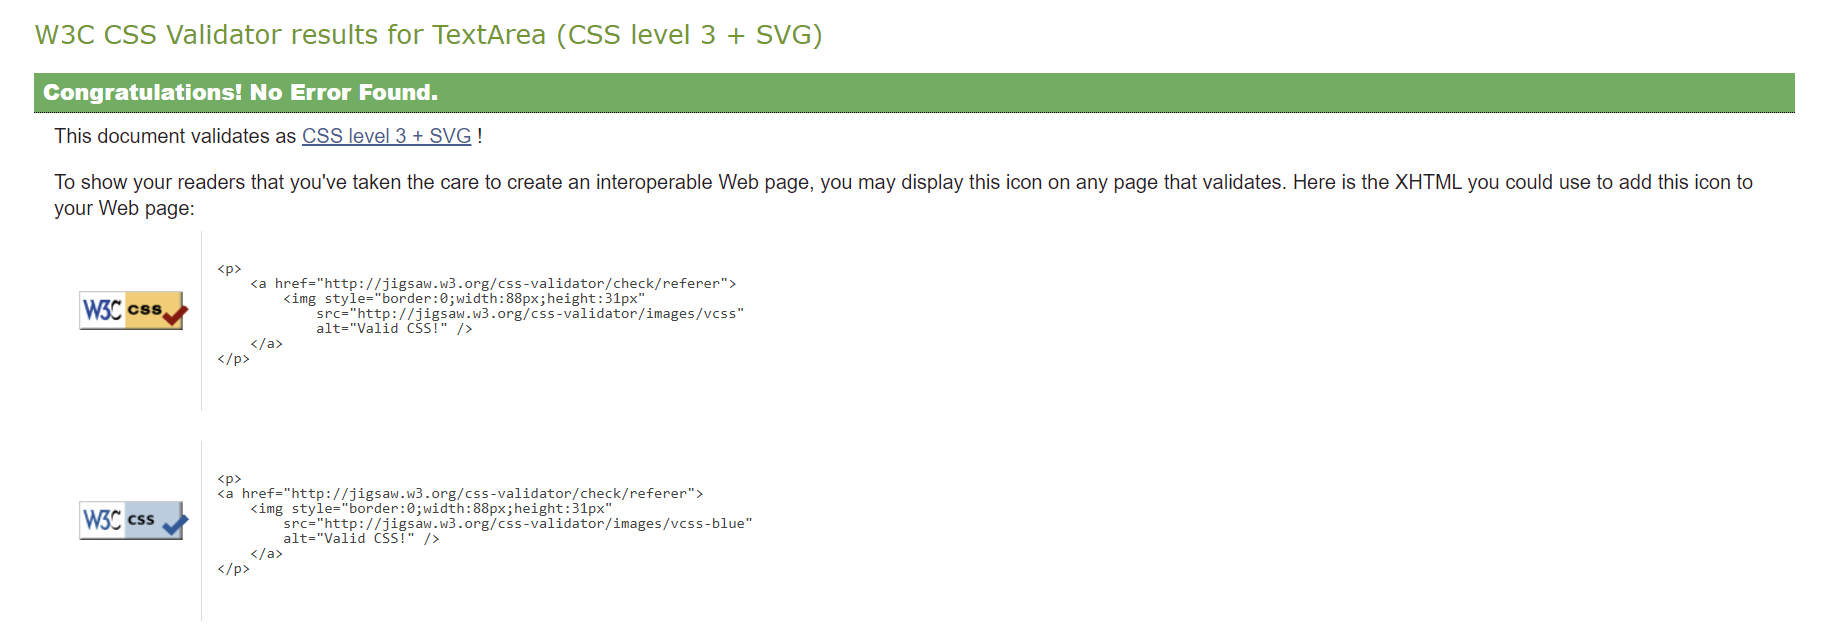 W3C CSS Validator results for TextArea (CSS level 3 + SVG)
Congratulations! No Error Found.
This document validates as CSS level 3 + SVG !
To show your readers that you've taken the care to create an interoperable Web page, you may display this icon on any page that validates. Here is the XHTML you could use to add this icon to
your Web page:
W3C css
<p>
    <a href="http://jigsaw.w3.org/css-validator/check/referer">
        <img style="border:0;width:88px;height:31px"
            src="http://jigsaw.w3.org/css-validator/images/vcss"
            alt="Valid CSS!" />
    </a>
</p>
W3C css
<p>
<a href="http://jigsaw.w3.org/css-validator/check/referer">
    <img style="border:0;width:88px;height:31px"
        src="http://jigsaw.w3.org/css-validator/images/vcss-blue"
        alt="Valid CSS!" />
    </a>
</p>